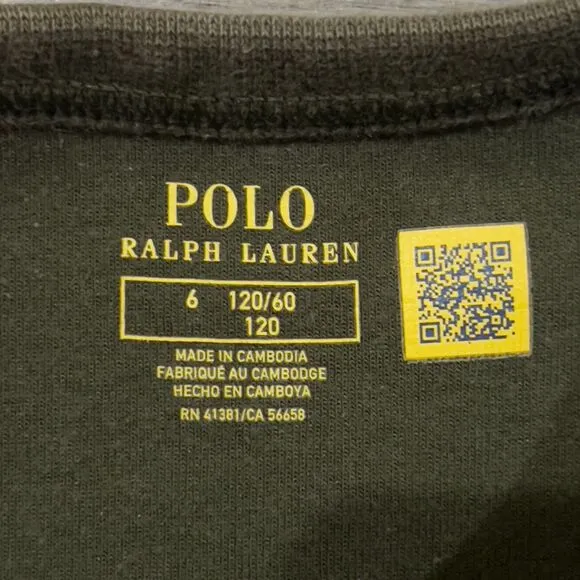 POLO
RALPH LAUREN
6 120/60
120
MADE IN CAMBODIA
FABRIQUÉ AU CAMBODGE
HECHO EN CAMBOYA
RN 41381/CA 56658